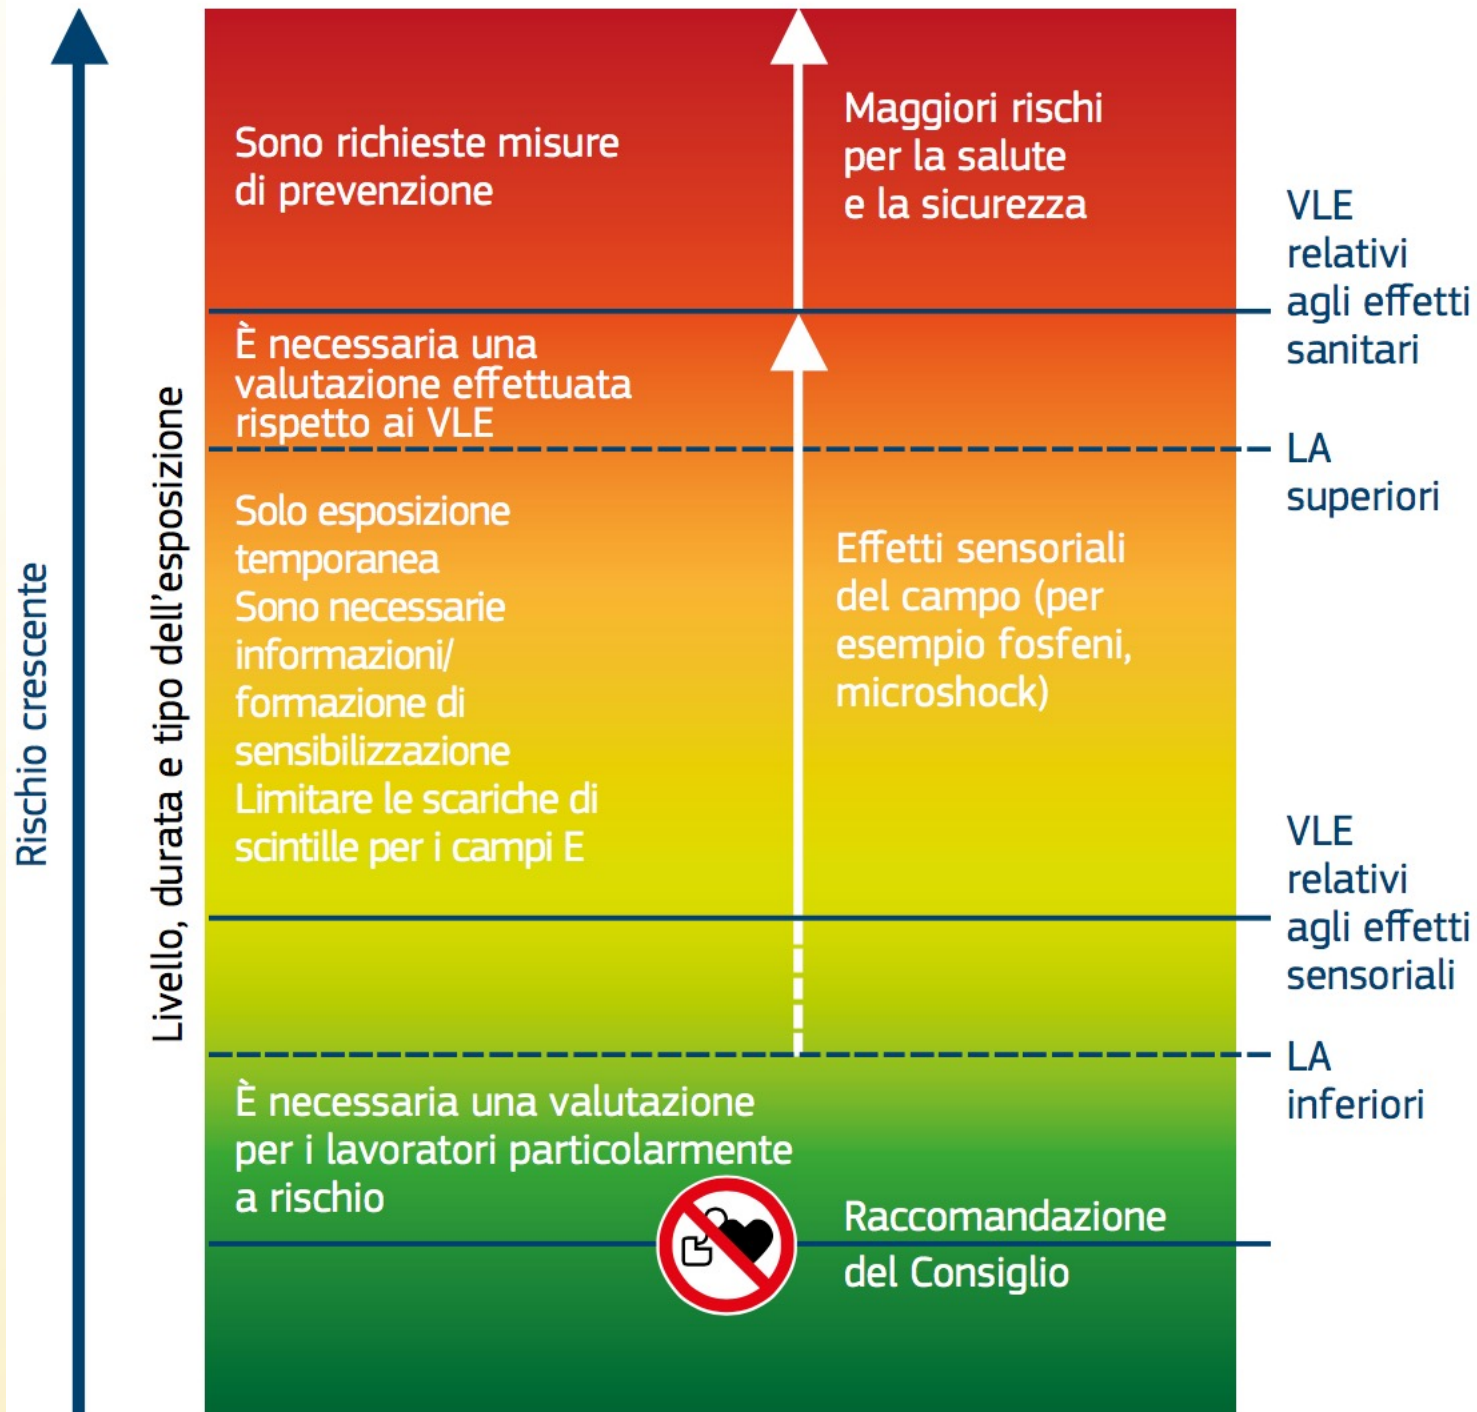 Rischio crescente
Livello, durata e tipo dell'esposizione
Sono richieste misure
di prevenzione
Maggiori rischi
per la salute
e la sicurezza
VLE
relativi
agli effetti
sanitari
È necessaria una
valutazione effettuata
rispetto ai VLE
LA
superiori
Solo esposizione
temporanea
Sono necessarie
informazioni/
formazione di
sensibilizzazione
Limitare le scariche di
scintille per i campi E
Effetti sensoriali
del campo (per
esempio fosfeni,
microshock)
VLE
relativi
agli effetti
sensoriali
LA
inferiori
È necessaria una valutazione
per i lavoratori particolarmente
a rischio
Raccomandazione
del Consiglio